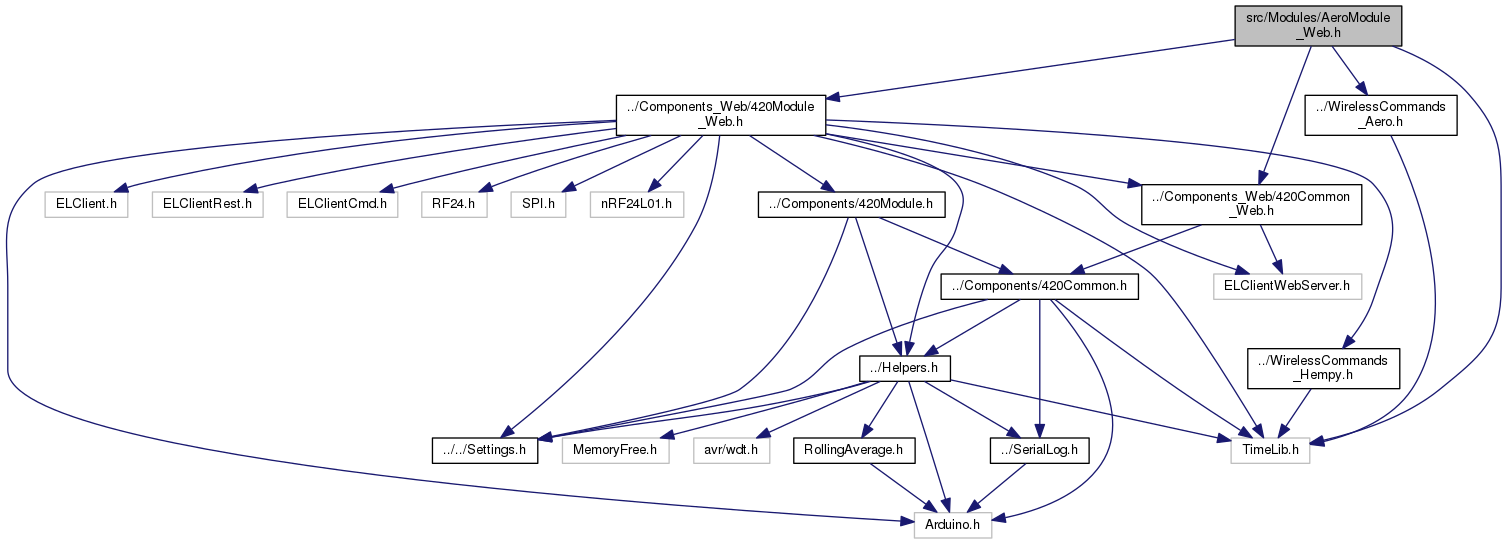 src/Modules/AeroModule
_Web.h
../Components_Web/420Module
_Web.h
../WirelessCommands
_Aero.h
ELClient.h
ELClientRest.h
ELClientCmd.h
RF24.h
SPI.h
nRF24L01.h
../Components/420Module.h
../Components_Web/420Common
_Web.h
../Components/420Common.h
ELClientWebServer.h
../Helpers.h
../WirelessCommands
_Hempy.h
../../Settings.h
MemoryFree.h
avr/wdt.h
RollingAverage.h
../SerialLog.h
TimeLib.h
Arduino.h